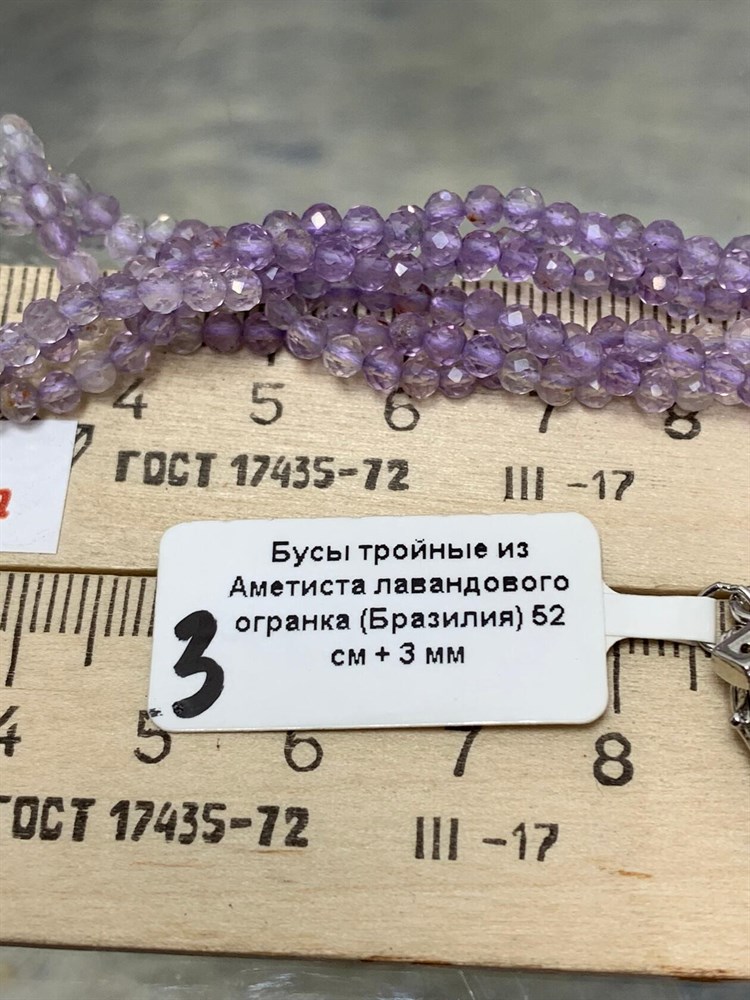 4 5 6 7 8
ГОСТ 17435-72 III -17
Бусы тройные из
Аметиста лавандового
огранка (Бразилия) 52
см + 3 мм
3
4 5 6 7 8
ГОСТ 17435-72 III -17